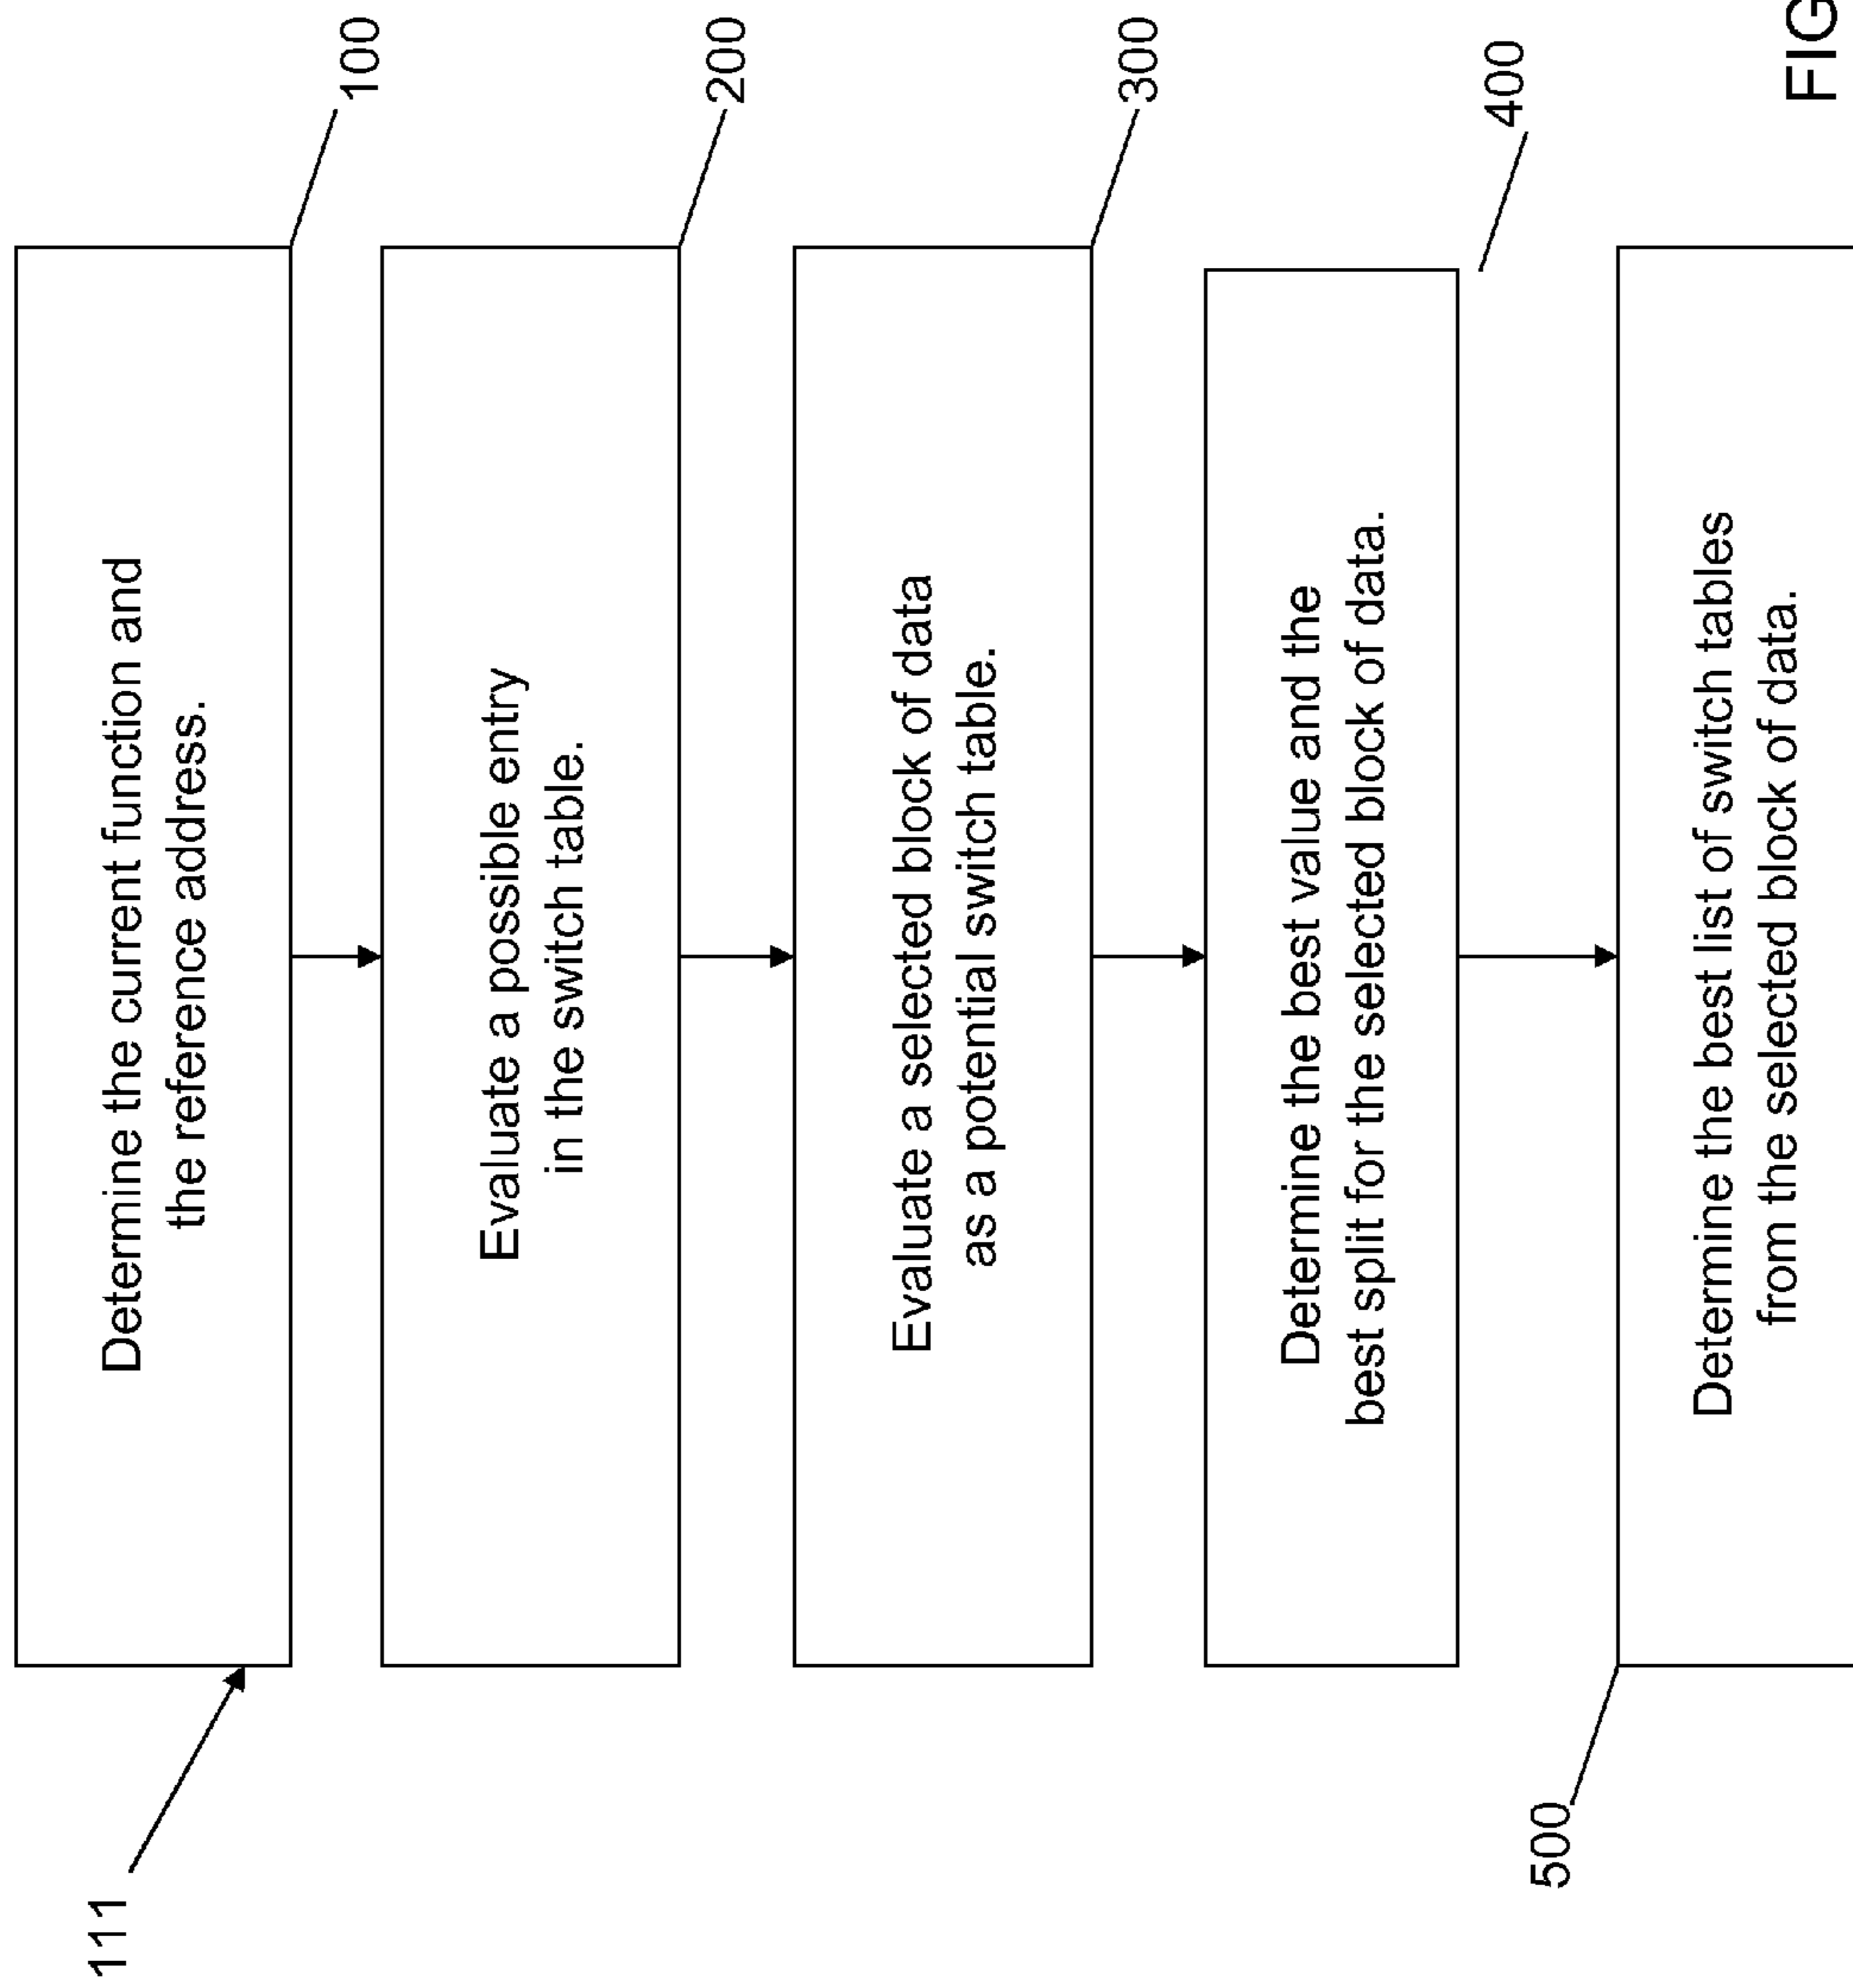 111
Determine the current function and
the reference address.
100
Evaluate a possible entry
in the switch table.
200
Evaluate a selected block of data
as a potential switch table.
300
Determine the best value and the
best split for the selected block of data.
400
500
Determine the best list of switch tables
from the selected block of data.
FIG